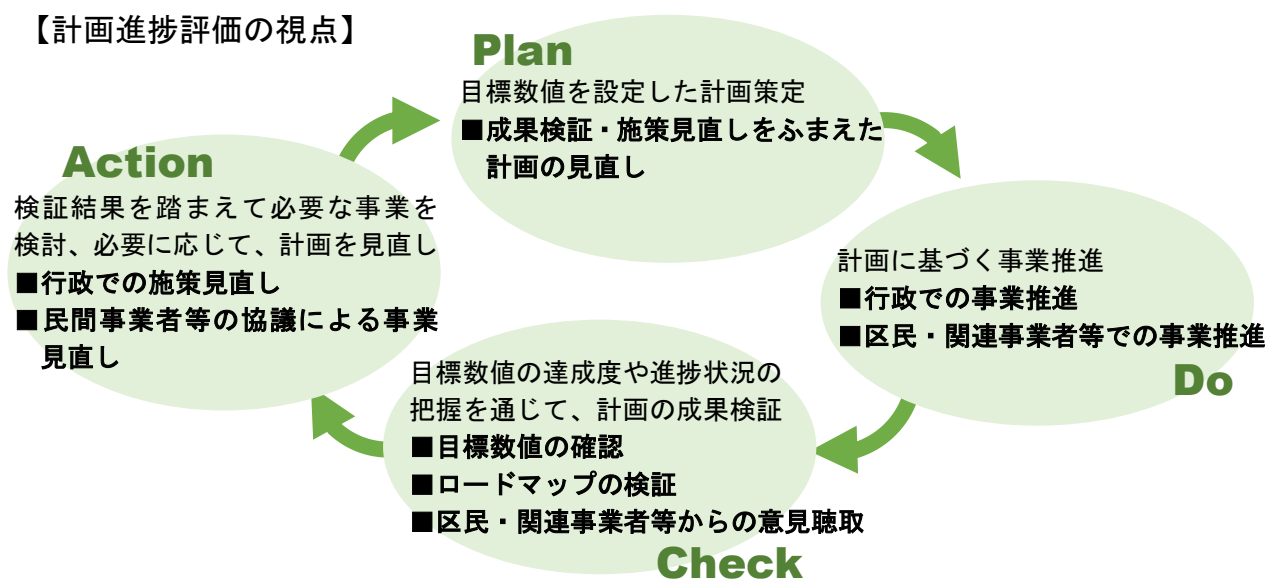 【計画進捗評価の視点】
Plan
目標数値を設定した計画策定
■成果検証・施策見直しをふまえた
計画の見直し
Do
計画に基づく事業推進
■行政での事業推進
■区民・関連事業者等での事業推進
Check
目標数値の達成度や進捗状況の
把握を通じて、計画の成果検証
■目標数値の確認
■ロードマップの検証
■区民・関連事業者等からの意見聴取
Action
検証結果を踏まえて必要な事業を
検討、必要に応じて、計画を見直し
■行政での施策見直し
■民間事業者等の協議による事業
見直し